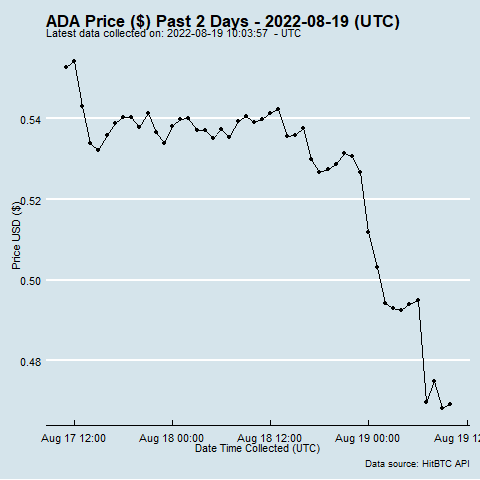 ADA Price ($) Past 2 Days - 2022-08-19 (UTC)
Latest data collected on: 2022-08-19 10:03:57 - UTC
Price USD ($)
0.54
0.52
0.50
0.48
Aug 17 12:00 Aug 18 00:00 Aug 18 12:00 Aug 19 00:00 Aug 19 12
Date Time Collected (UTC)
Data source: HitBTC API